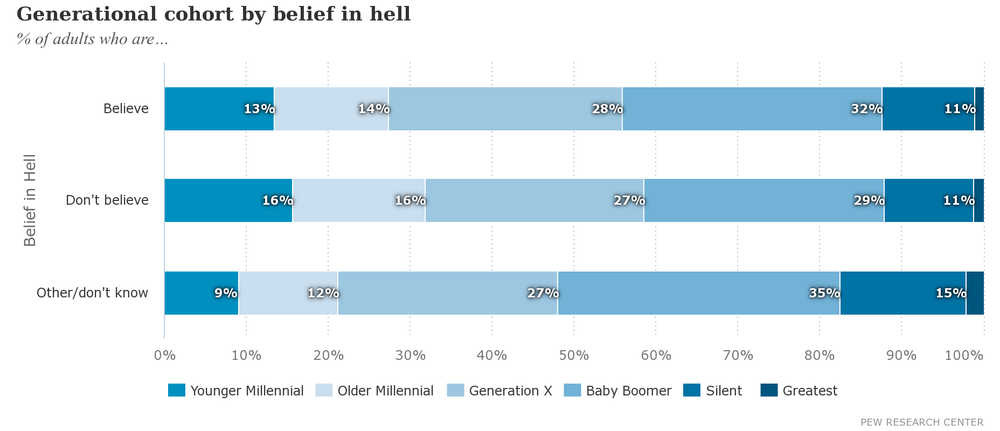 Generational cohort by belief in hell
% of adults who are...
Belief in Hell
Believe 13% 14% 28% 32% 11%
Don't believe 16% 16% 27% 29% 11%
Other/don't know 9% 12% 27% 35% 15%
0% 10% 20% 30% 40% 50% 60% 70% 80% 90% 100%
Younger Millennial Older Millennial Generation X Baby Boomer Silent Greatest
PEW RESEARCH CENTER